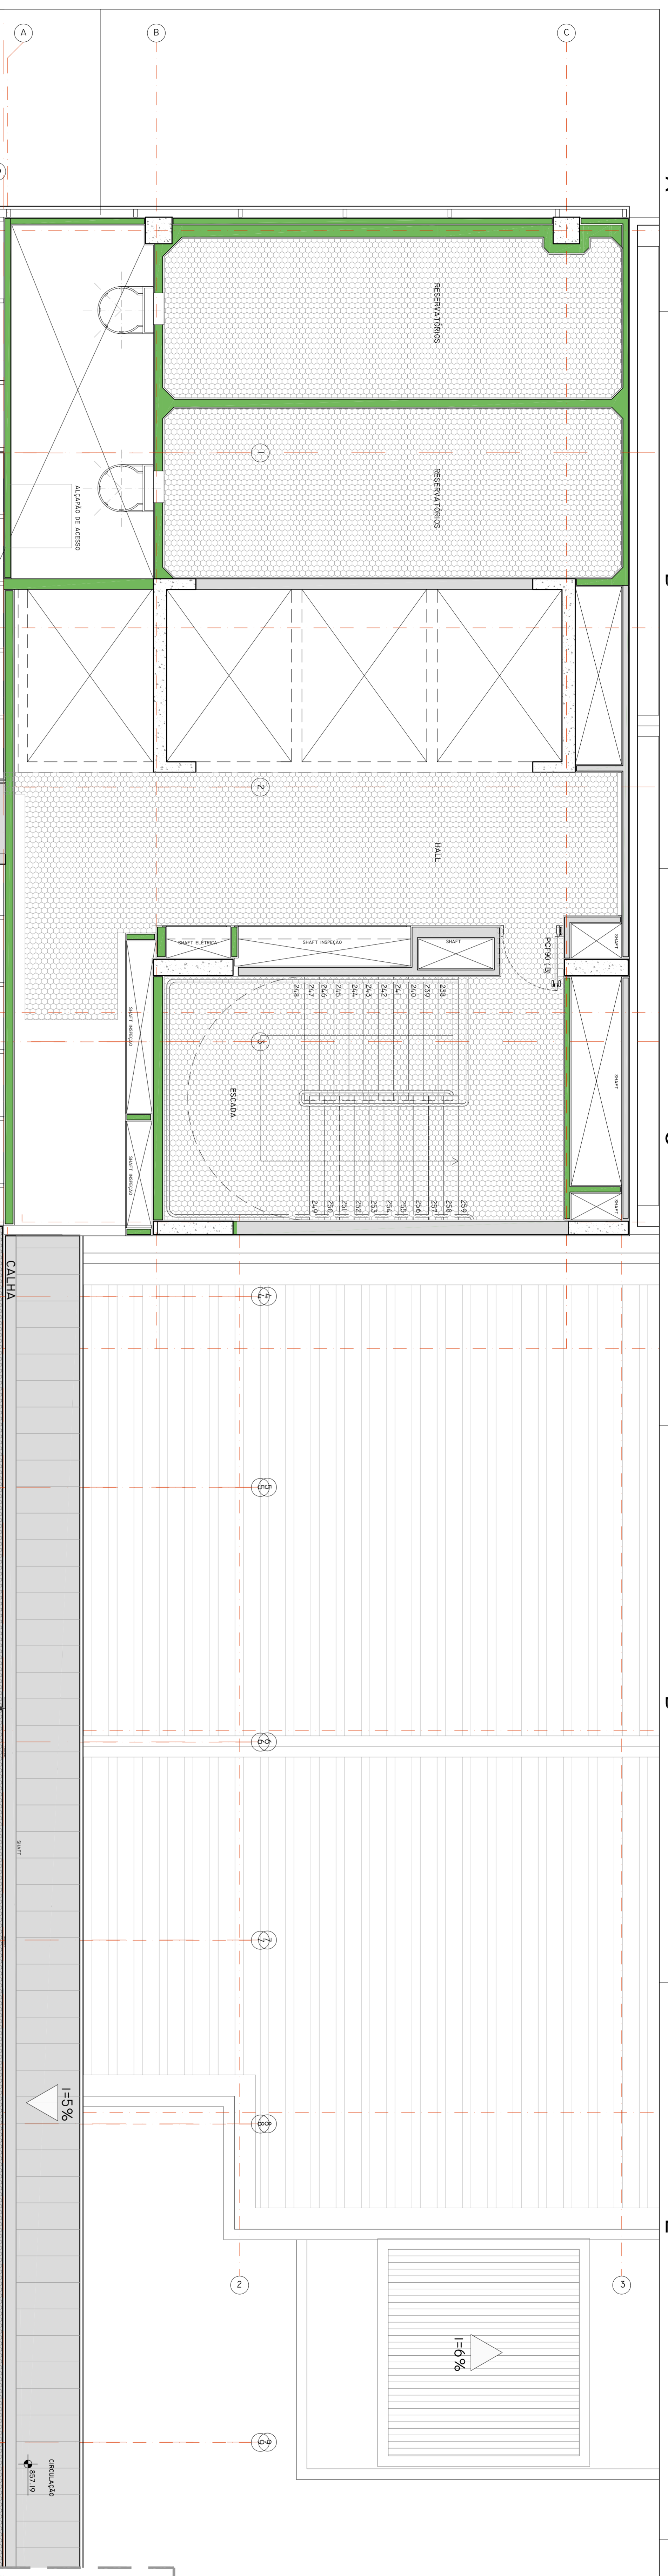 A
B
C
RESERVATÓRIOS
1
RESERVATÓRIOS
ALÇAPÃO DE ACESSO
2
HALL
SHAFT ELÉTRICA
SHAFT INSPEÇÃO
SHAFT
PCF90 (B)
SHAFT
248
247
246
245
244
243
242
241
240
239
238
SHAFT INSPEÇÃO
3
ESCADA
SHAFT
SHAFT INSPEÇÃO
249
250
251
252
253
254
255
256
257
258
259
SHAFT
CALHA
4
5
6
SHAFT
7
I=5%
8
2
3
I=6%
9
CIRCULAÇÃO
857.19